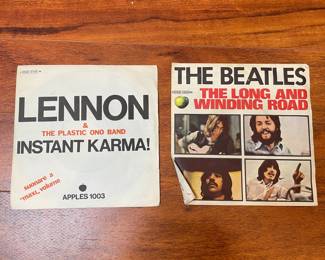 LENNON
&
THE PLASTIC ONO BAND
INSTANT KARMA!
suonare a
maxi, volume
APPLES 1003
THE BEATLES
THE LONG AND
WINDING ROAD